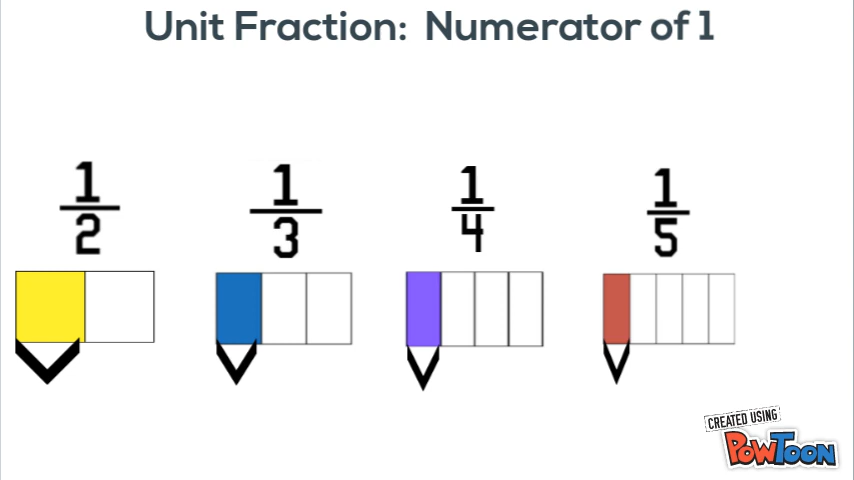 Unit Fraction:  Numerator of 1
1 1 1 1
2 3 4 5
CREATED USING
POWTOON